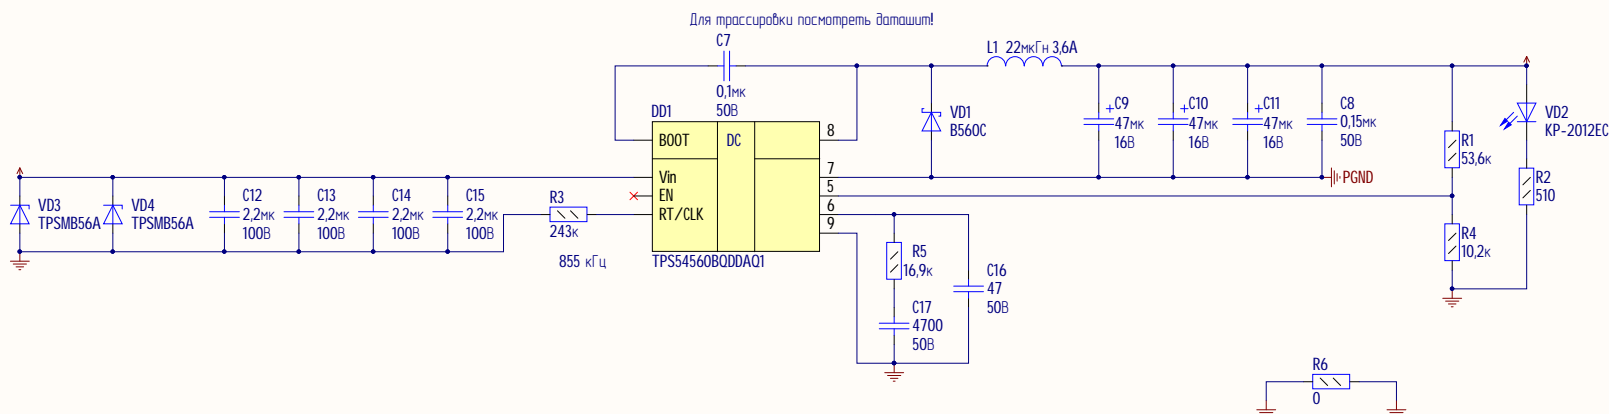 Для трассировки посмотреть даташит!
C7
0,1мк
50В
L1 22мкГн 3,6А
DD1
BOOT
DC
8
Vin
7
EN
5
RT/CLK
6
9
TPS54560BQDDAQ1
VD1
B560C
+C9
47мк
16В
+C10
47мк
16В
+C11
47мк
16В
C8
0,15мк
50В
PGND
R1
53,6к
VD2
KP-2012EC
R2
510
R4
10,2к
VD3
TPSMB56A
VD4
TPSMB56A
C12
2,2мк
100В
C13
2,2мк
100В
C14
2,2мк
100В
C15
2,2мк
100В
R3
243к
855 кГц
R5
16,9к
C17
4700
50В
C16
47
50В
R6
0